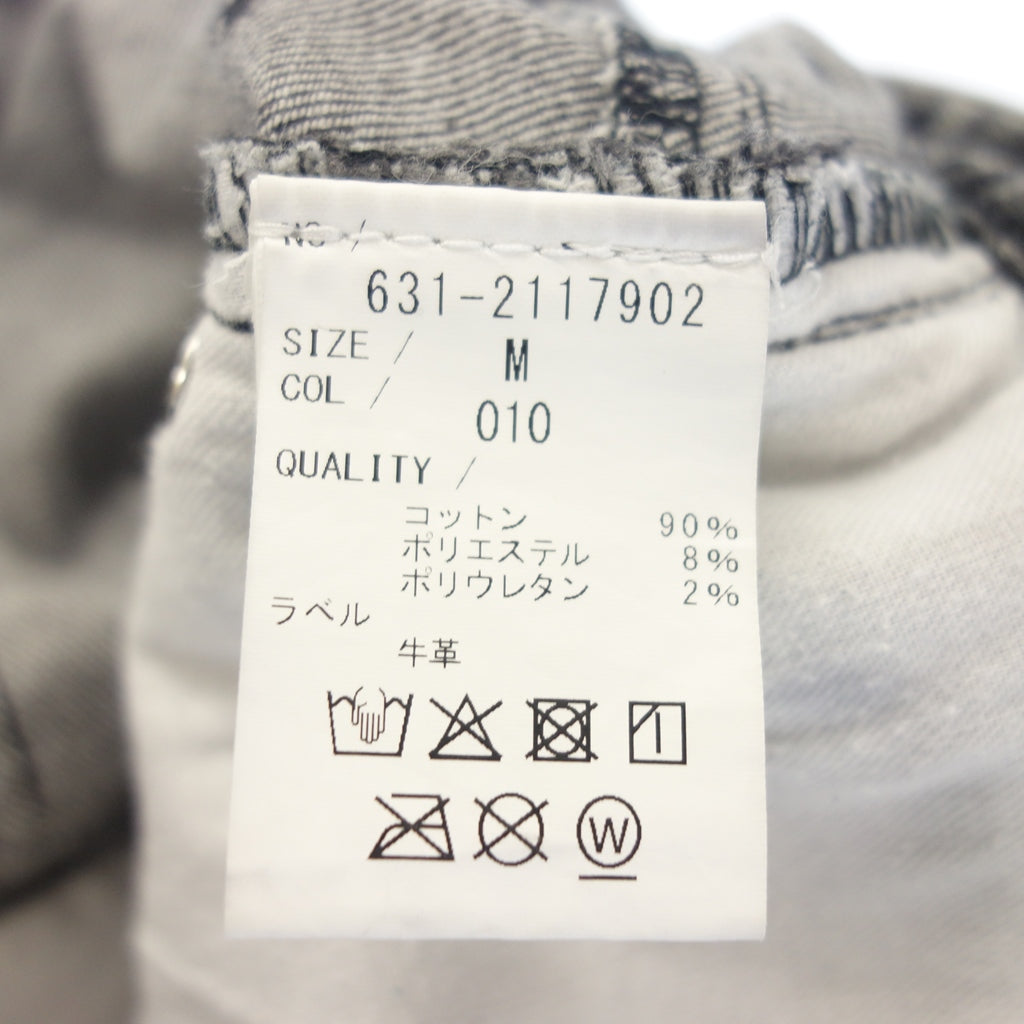 NO /
631-2117902
SIZE / M
COL / 010
QUALITY /
コットン 90%
ポリエステル 8%
ポリウレタン 2%
ラベル
牛革
W